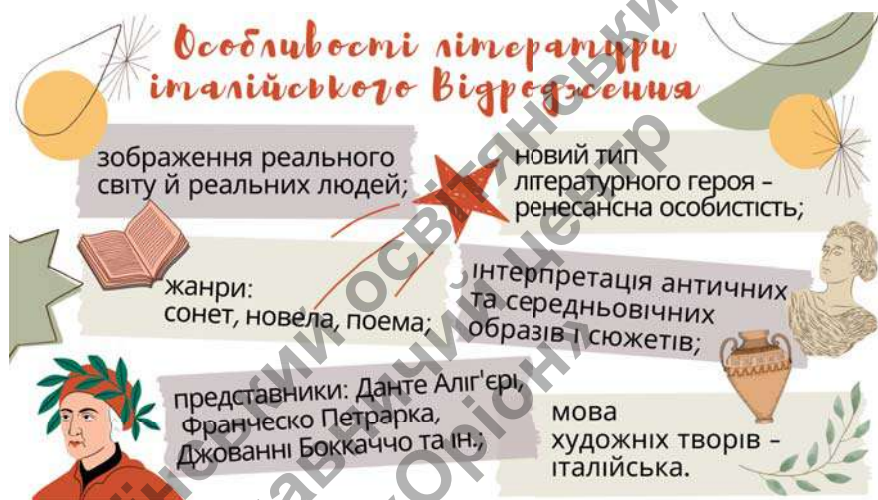 Особливості літератури
італійського Відродження
зображення реального
світу й реальних людей;
новий тип
літературного героя –
ренесансна особистість;
жанри:
сонет, новела, поема;
інтерпретація античних
та середньовічних
образів і сюжетів;
представники: Данте Аліг'єрі,
Франческо Петрарка,
Джованні Боккаччо та ін.;
мова
художніх творів –
італійська.
центр
«Оріон»